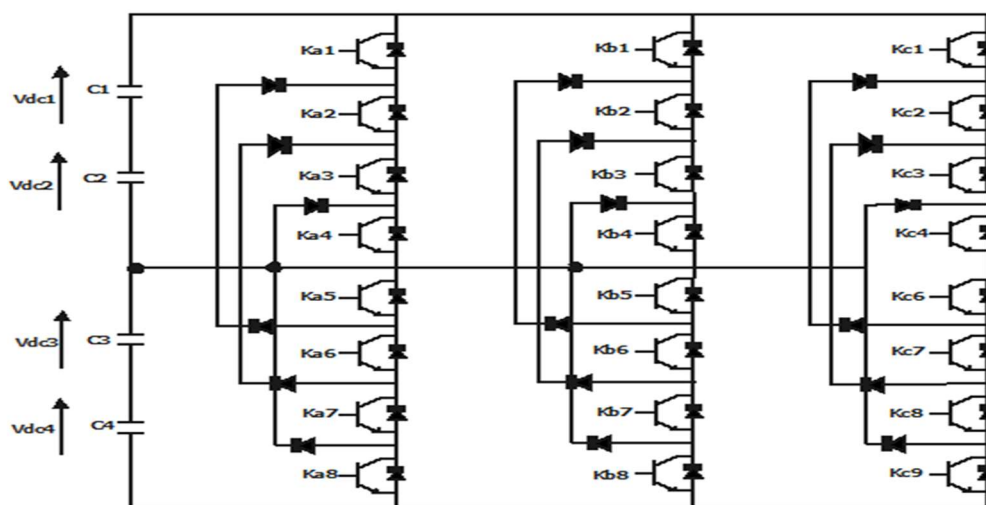 Ka1
Kb1
Kc1
Vdc1
C1
Ka2
Kb2
Kc2
Vdc2
C2
Ka3
Kb3
Kc3
Ka4
Kb4
Kc4
Ka5
Kb5
Kc6
Vdc3
C3
Ka6
Kb6
Kc7
Ka7
Kb7
Kc8
Vdc4
C4
Ka8
Kb8
Kc9